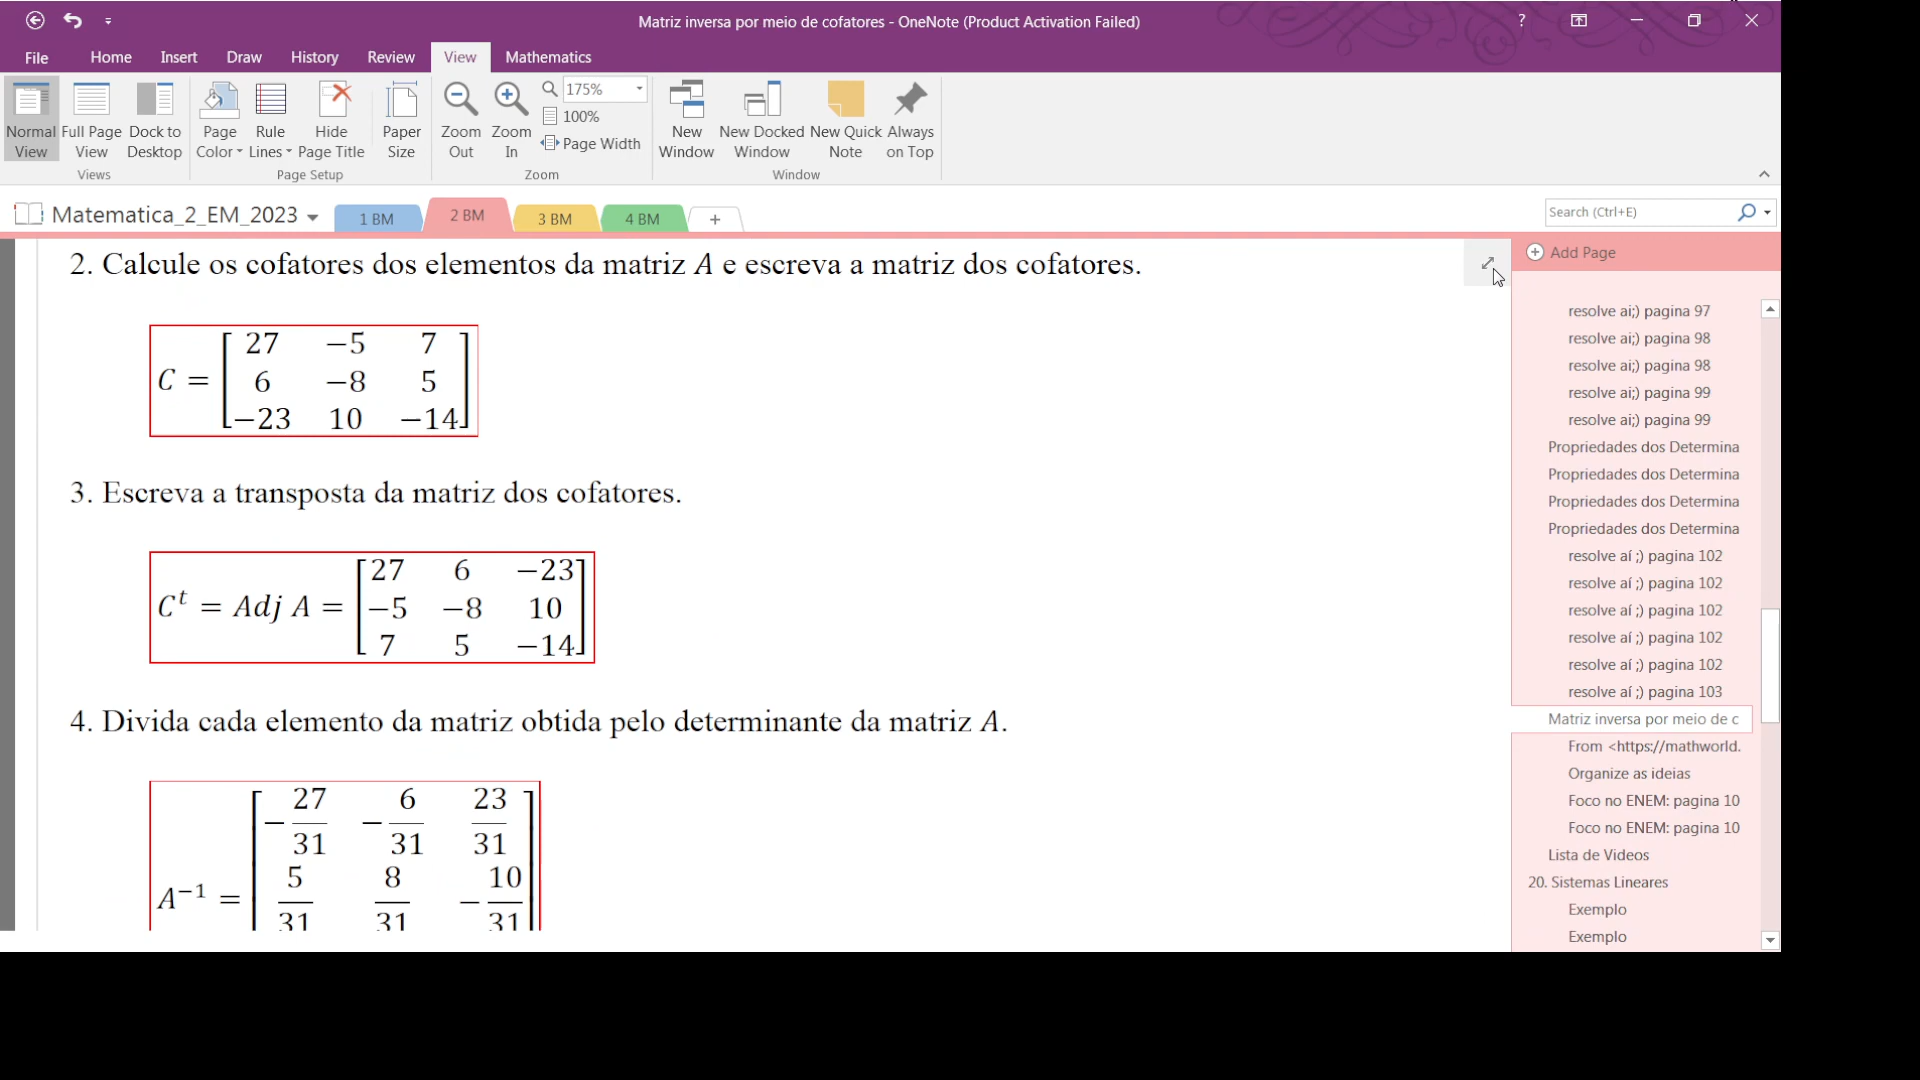 Matriz inversa por meio de cofatores - OneNote (Product Activation Failed)
?
File Home Insert Draw History Review View Mathematics
Normal View
Full Page View
Dock to Desktop
Views
Page Color
Rule Lines
Hide Page Title
Paper Size
Page Setup
Zoom Out
Zoom In
175%
100%
Page Width
Zoom
New Window
New Docked Window
New Quick Note
Always on Top
Window
Matematica_2_EM_2023
1 BM
2 BM
3 BM
4 BM
+
Search (Ctrl+E)
2. Calcule os cofatores dos elementos da matriz A e escreva a matriz dos cofatores.
C = [27 −5 7
6 −8 5
−23 10 −14]
3. Escreva a transposta da matriz dos cofatores.
C^t = Adj A = [27 6 −23
−5 −8 10
7 5 −14]
4. Divida cada elemento da matriz obtida pelo determinante da matriz A.
A^−1 = [−27/31 −6/31 23/31
5/31 8/31 −10/31
Add Page
resolve ai;) pagina 97
resolve ai;) pagina 98
resolve ai;) pagina 98
resolve ai;) pagina 99
resolve ai;) pagina 99
Propriedades dos Determina
Propriedades dos Determina
Propriedades dos Determina
Propriedades dos Determina
resolve aí ;) pagina 102
resolve aí ;) pagina 102
resolve aí ;) pagina 102
resolve aí ;) pagina 102
resolve aí ;) pagina 102
resolve aí ;) pagina 103
Matriz inversa por meio de c
From <https://mathworld.
Organize as ideias
Foco no ENEM: pagina 10
Foco no ENEM: pagina 10
Lista de Videos
20. Sistemas Lineares
Exemplo
Exemplo